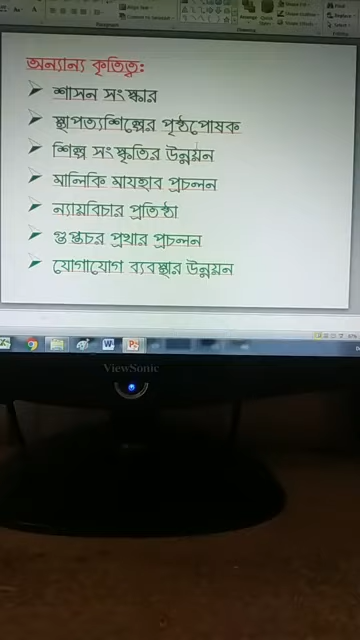 অন্যান্য কৃতিত্ব:
শাসন সংস্কার
স্থাপত্যশিল্পের পৃষ্ঠপোষক
শিল্প সংস্কৃতির উন্নয়ন
মালিকি মাযহাব প্রচলন
ন্যায়বিচার প্রতিষ্ঠা
গুপ্তচর প্রথার প্রচলন
যোগাযোগ ব্যবস্থার উন্নয়ন
ViewSonic